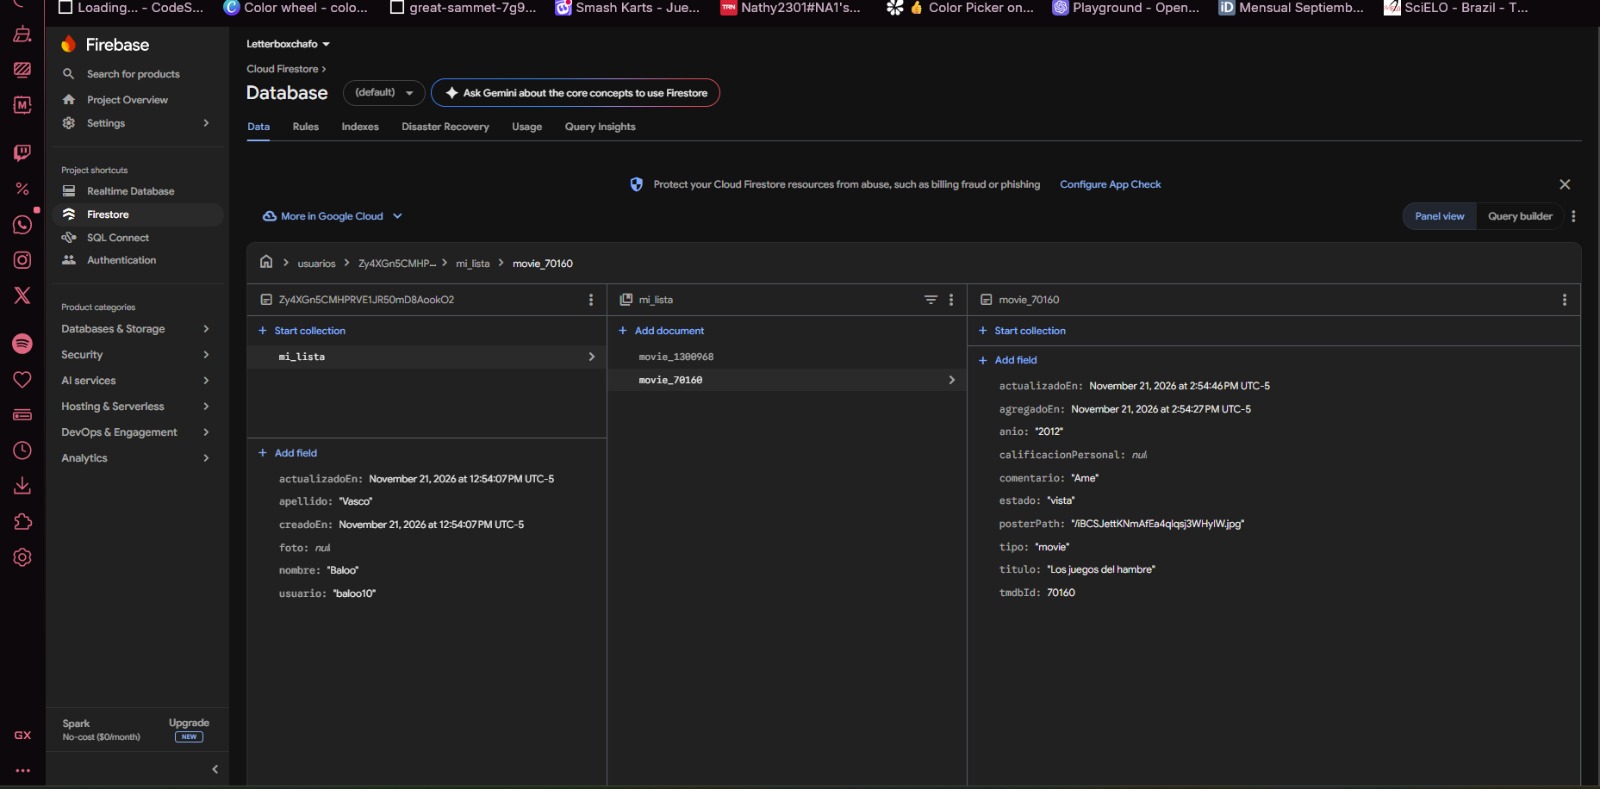 Loading... - CodeS...
Color wheel - colo...
great-sammet-7g9...
Smash Karts - Jue...
TRN
Nathy2301#NA1's...
Color Picker on...
Playground - Open...
iD
Mensual Septiemb...
SciELO - Brazil - T...
Firebase
Search for products
Project Overview
Settings
Project shortcuts
Realtime Database
Firestore
SQL Connect
Authentication
Product categories
Databases & Storage
Security
AI services
Hosting & Serverless
DevOps & Engagement
Analytics
Spark
No-cost ($0/month)
Upgrade
NEW
GX
Letterboxchafo
Cloud Firestore >
Database
(default)
Ask Gemini about the core concepts to use Firestore
Data
Rules
Indexes
Disaster Recovery
Usage
Query Insights
Protect your Cloud Firestore resources from abuse, such as billing fraud or phishing
Configure App Check
More in Google Cloud
Panel view
Query builder
usuarios > Zy4XGn5CMHP... > mi_lista > movie_70160
Zy4XGn5CMHPRVE1JR50mD8AookO2
+ Start collection
mi_lista
+ Add field
actualizadoEn: November 21, 2026 at 12:54:07 PM UTC-5
apellido: "Vasco"
creadoEn: November 21, 2026 at 12:54:07 PM UTC-5
foto: null
nombre: "Baloo"
usuario: "baloo10"
mi_lista
+ Add document
movie_1300968
movie_70160
movie_70160
+ Start collection
+ Add field
actualizadoEn: November 21, 2026 at 2:54:46 PM UTC-5
agregadoEn: November 21, 2026 at 2:54:27 PM UTC-5
anio: "2012"
calificacionPersonal: null
comentario: "Ame"
estado: "vista"
posterPath: "/iBCSJettKNmAfEa4qIqsj3WHyIW.jpg"
tipo: "movie"
titulo: "Los juegos del hambre"
tmdbId: 70160